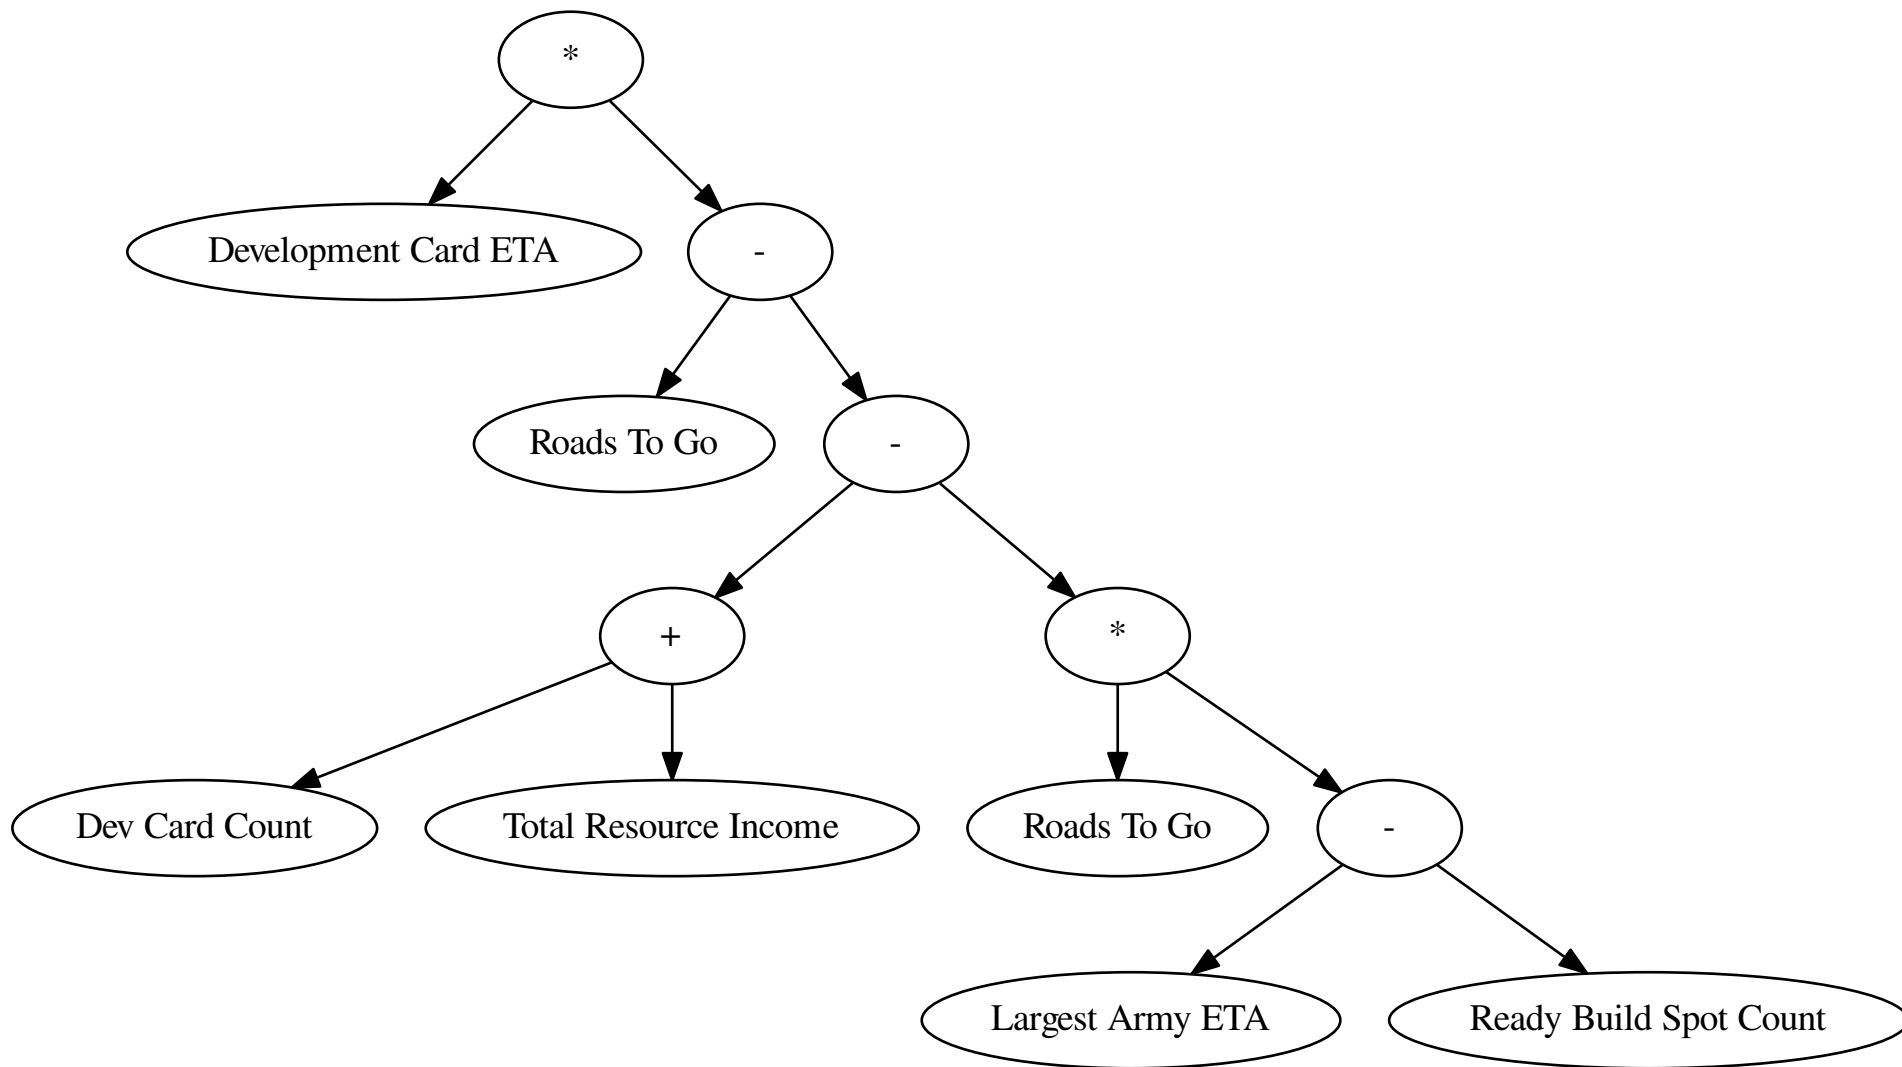 *
Development Card ETA
-
Roads To Go
-
+
*
Dev Card Count
Total Resource Income
Roads To Go
-
Largest Army ETA
Ready Build Spot Count